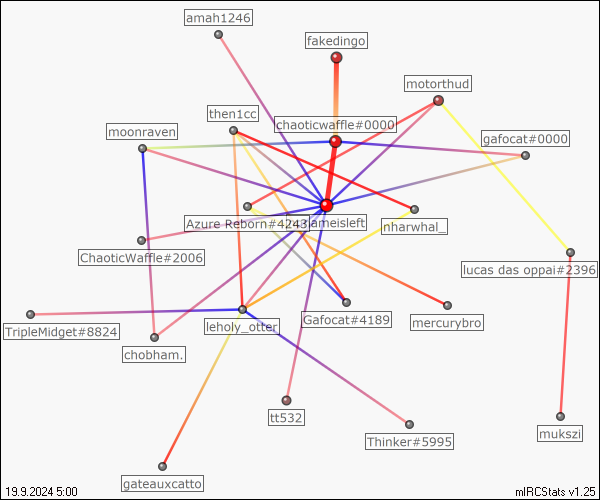 amah1246
fakedingo
motorthud
then1cc
chaoticwaffle#0000
moonraven
gafocat#0000
Azure Reborn#4243
nameisleft
nharwhal_
ChaoticWaffle#2006
lucas das oppai#2396
TripleMidget#8824
leholy_otter
Gafocat#4189
mercurybro
chobham.
tt532
Thinker#5995
mukszi
gateauxcatto
19.9.2024 5:00
mIRCStats v1.25